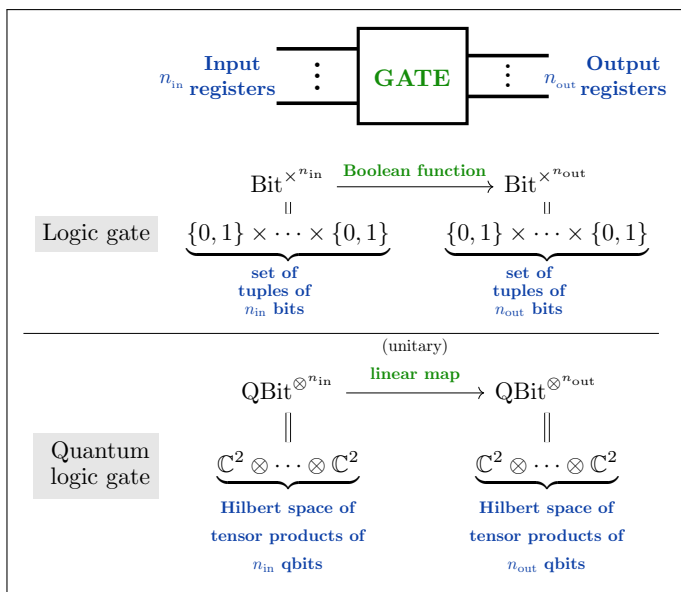 Input
n_in registers
⋮
GATE
⋮
Output
n_out registers
Bit^{×^{n_in}} Boolean function Bit^{×^{n_out}}
= =
Logic gate {0, 1} × ⋯ × {0, 1} {0, 1} × ⋯ × {0, 1}
set of set of
tuples of tuples of
n_in bits n_out bits
(unitary)
QBit^{⊗^{n_in}} linear map QBit^{⊗^{n_out}}
= =
Quantum
logic gate ℂ² ⊗ ⋯ ⊗ ℂ² ℂ² ⊗ ⋯ ⊗ ℂ²
Hilbert space of Hilbert space of
tensor products of tensor products of
n_in qbits n_out qbits